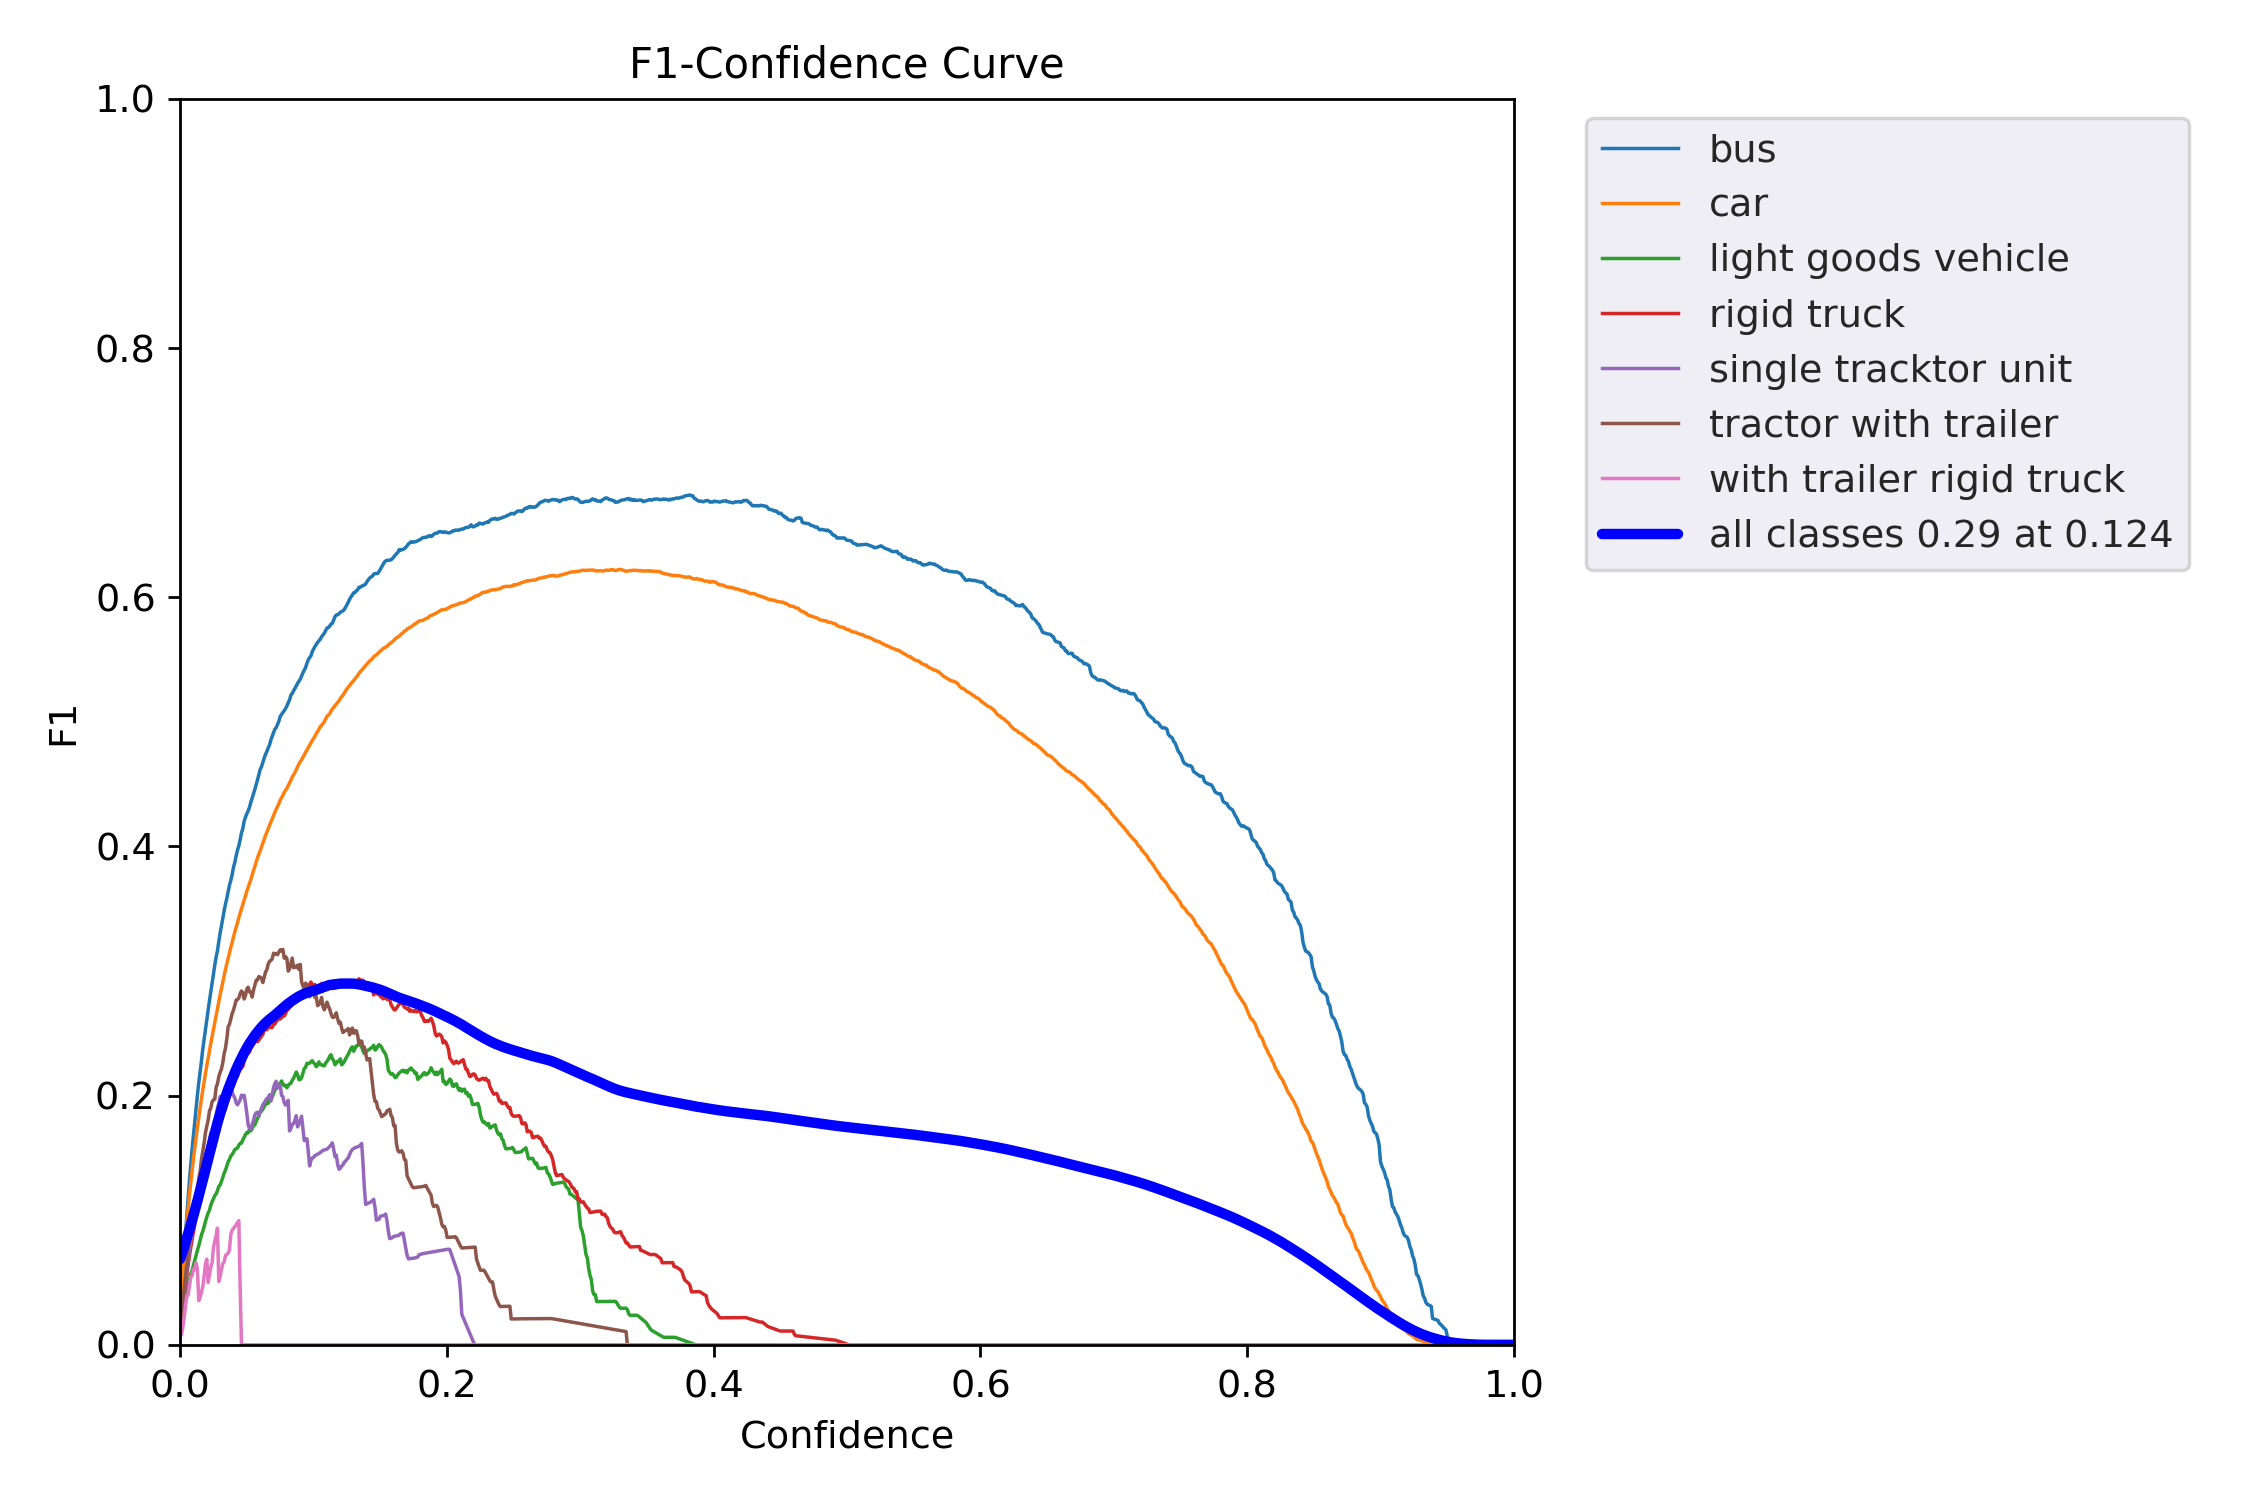 F1-Confidence Curve
1.0
0.8
0.6
0.4
0.2
0.0
F1
0.0 0.2 0.4 0.6 0.8 1.0
Confidence
bus
car
light goods vehicle
rigid truck
single tracktor unit
tractor with trailer
with trailer rigid truck
all classes 0.29 at 0.124